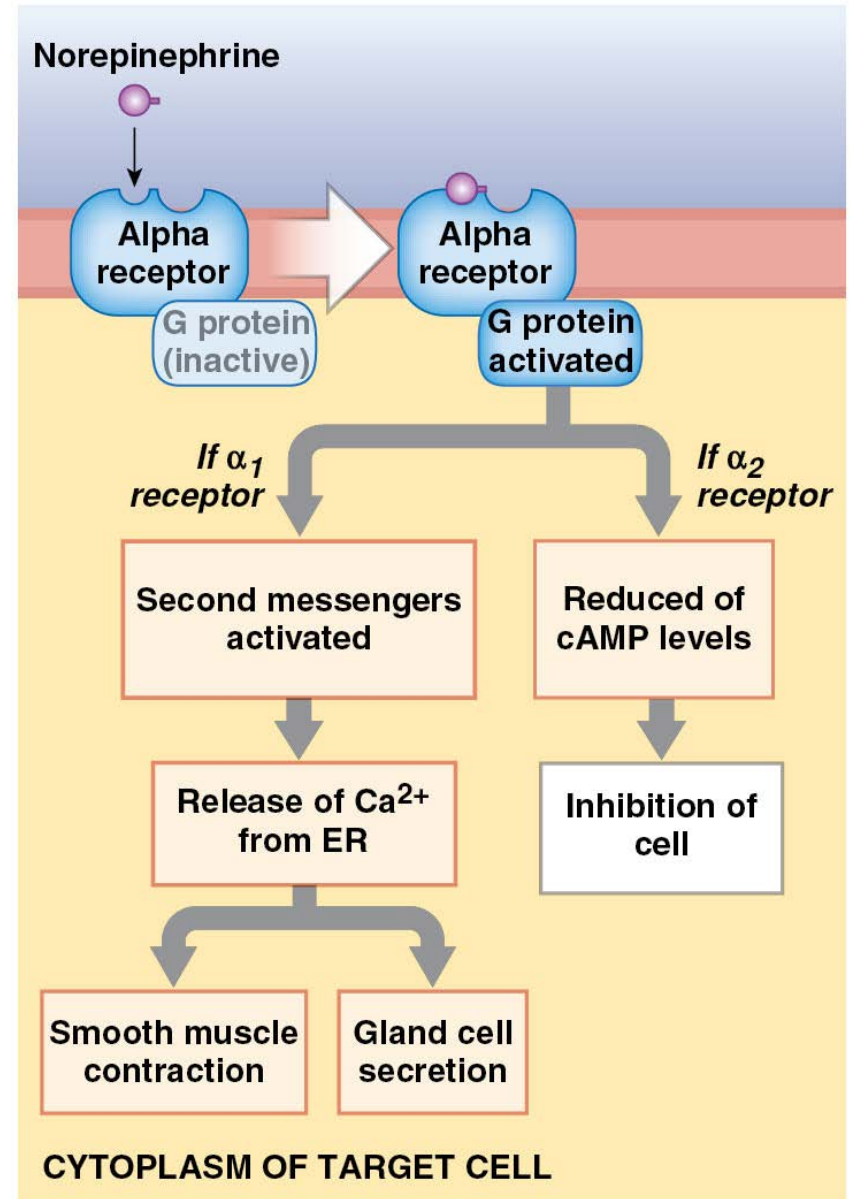 Norepinephrine
Alpha
receptor
G protein
(inactive)
Alpha
receptor
G protein
activated
If α₁
receptor
If α₂
receptor
Second messengers
activated
Reduced of
cAMP levels
Release of Ca²⁺
from ER
Inhibition of
cell
Smooth muscle
contraction
Gland cell
secretion
CYTOPLASM OF TARGET CELL